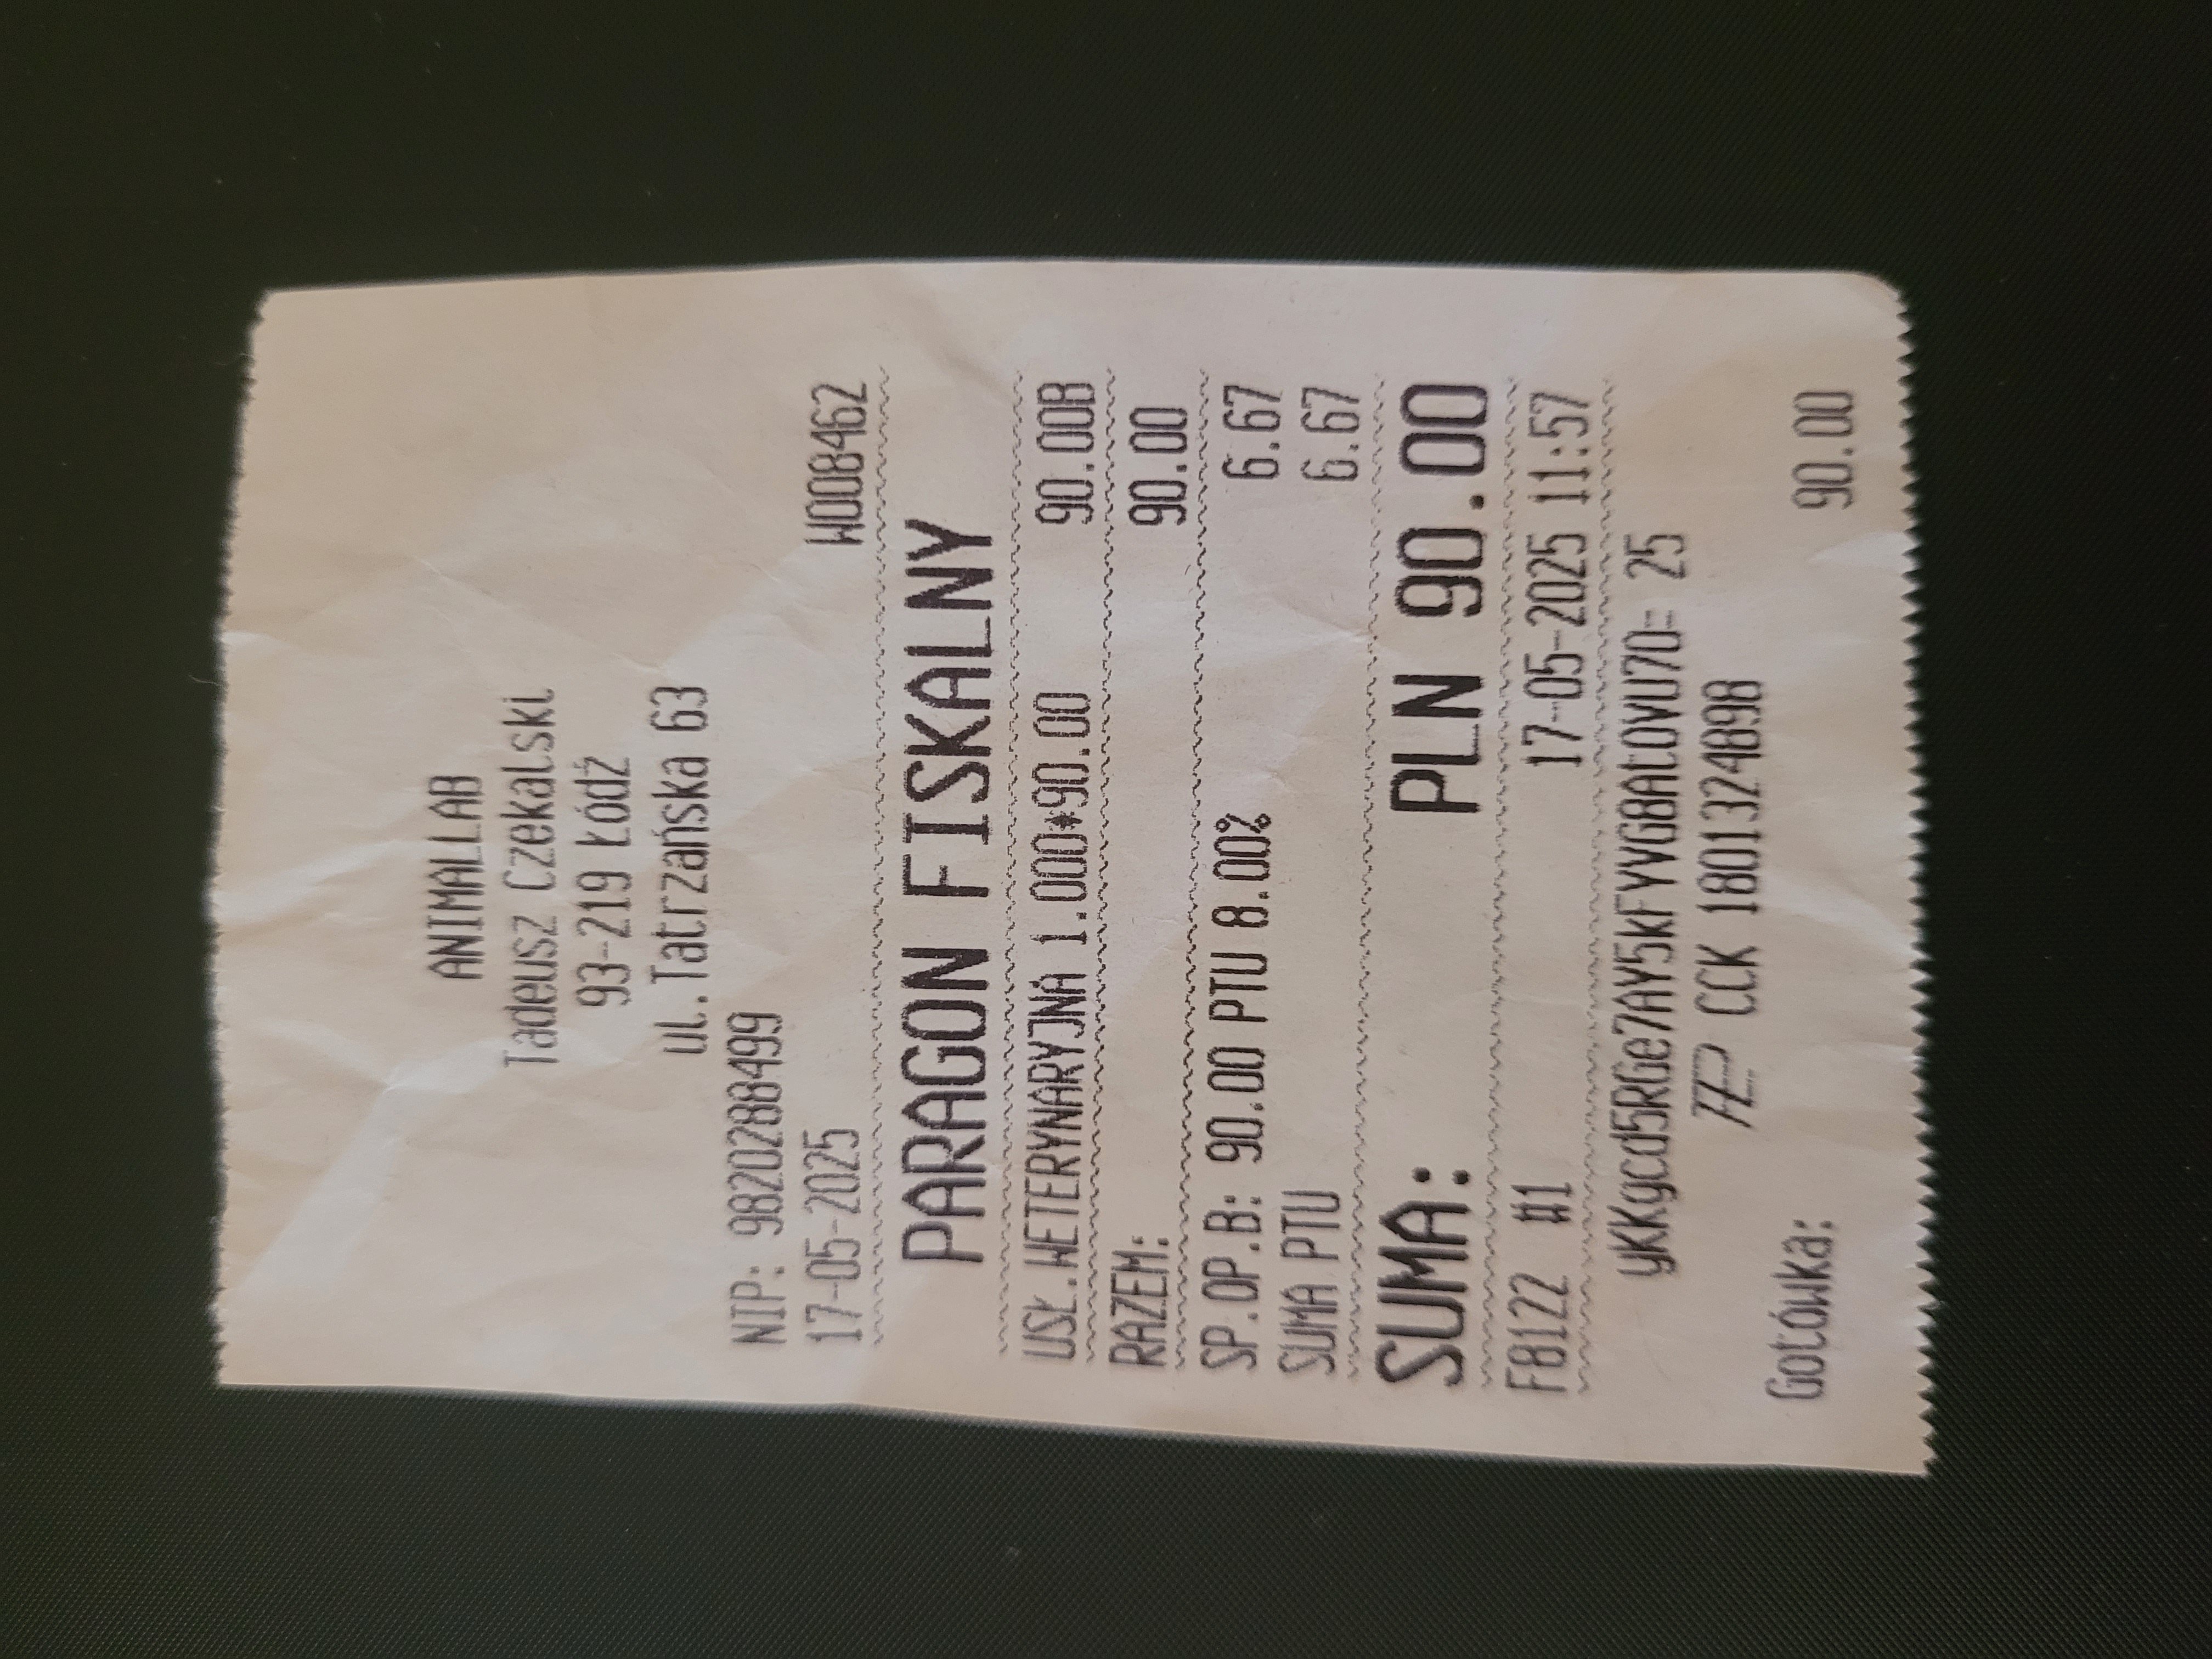 ANIMALLAB
Tadeusz Czekalski
93-219 Łódź
ul.Tatrzańska 63
NIP: 9820288499
17-05-2025 W008462
PARAGON FISKALNY
USŁ.WETERYNARYJNA 1.000*90.00 90.00B
RAZEM: 90.00
SP.OP.B: 90.00 PTU 8.00% 6.67
SUMA PTU 6.67
SUMA: PLN 90.00
F8122 #1 17-05-2025 11:57
yKKgcd5RGe7AY5kFYVG8AtOVU70= 25
CCK 1801324898
Gotówka: 90.00